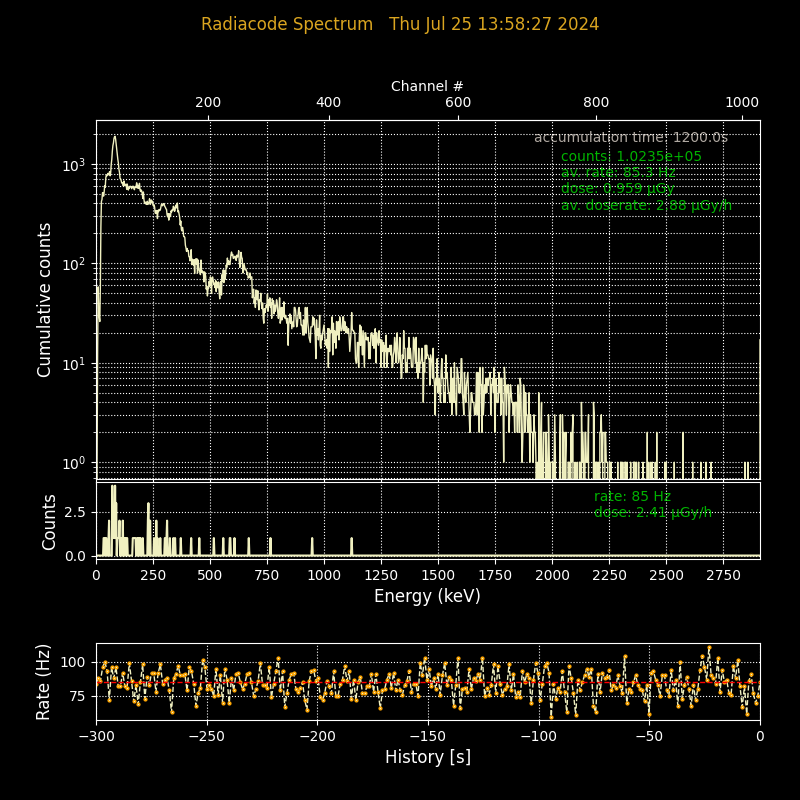 Radiacode Spectrum   Thu Jul 25 13:58:27 2024
Channel #
200 400 600 800 1000
accumulation time: 1200.0s
counts: 1.0235e+05
av. rate: 85.3 Hz
dose: 0.959 μGy
av. doserate: 2.88 μGy/h
Cumulative counts
10³
10²
10¹
10⁰
rate: 85 Hz
dose: 2.41 μGy/h
Counts
2.5
0.0
0 250 500 750 1000 1250 1500 1750 2000 2250 2500 2750
Energy (keV)
Rate (Hz)
100
75
−300 −250 −200 −150 −100 −50 0
History [s]